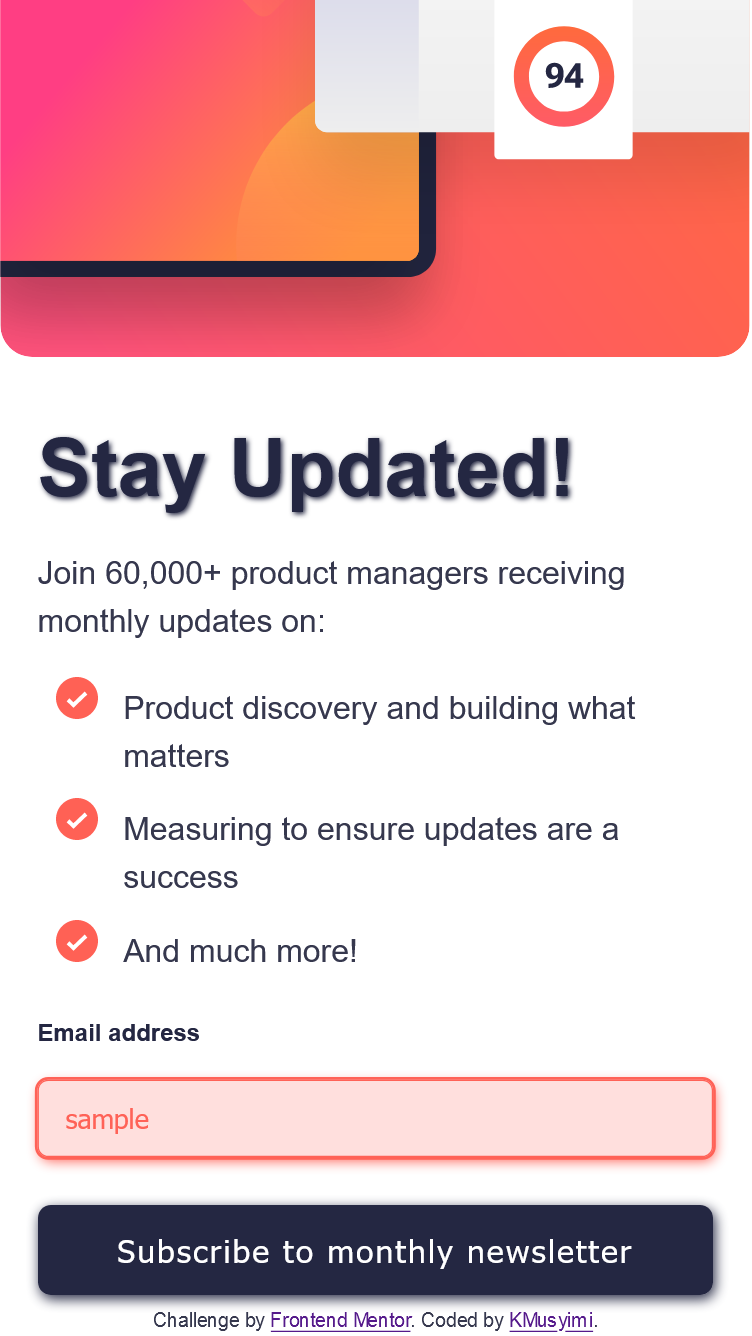 94
Stay Updated!
Join 60,000+ product managers receiving
monthly updates on:
Product discovery and building what
matters
Measuring to ensure updates are a
success
And much more!
Email address
sample
Subscribe to monthly newsletter
Challenge by Frontend Mentor. Coded by KMusyimi.